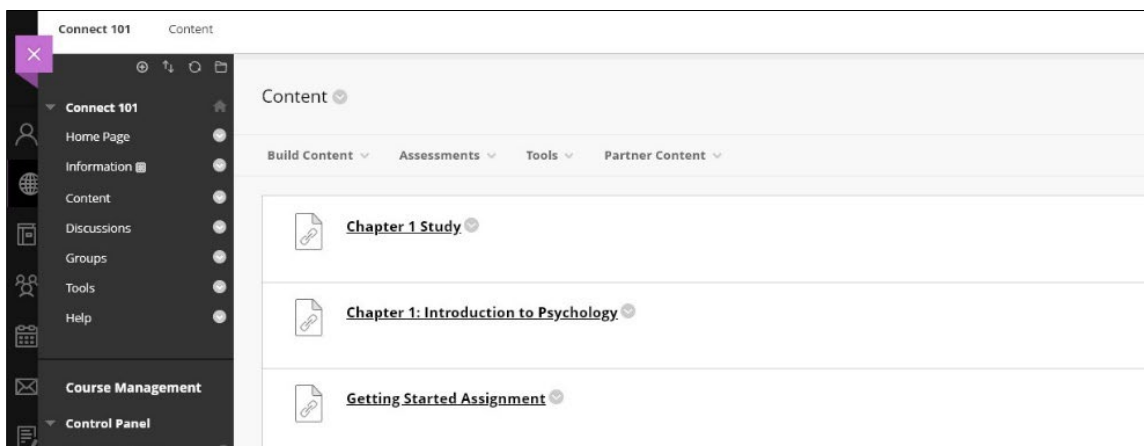 Connect 101 Content
Connect 101
Home Page
Information
Content
Discussions
Groups
Tools
Help
Course Management
Control Panel
Content
Build Content Assessments Tools Partner Content
Chapter 1 Study
Chapter 1: Introduction to Psychology
Getting Started Assignment